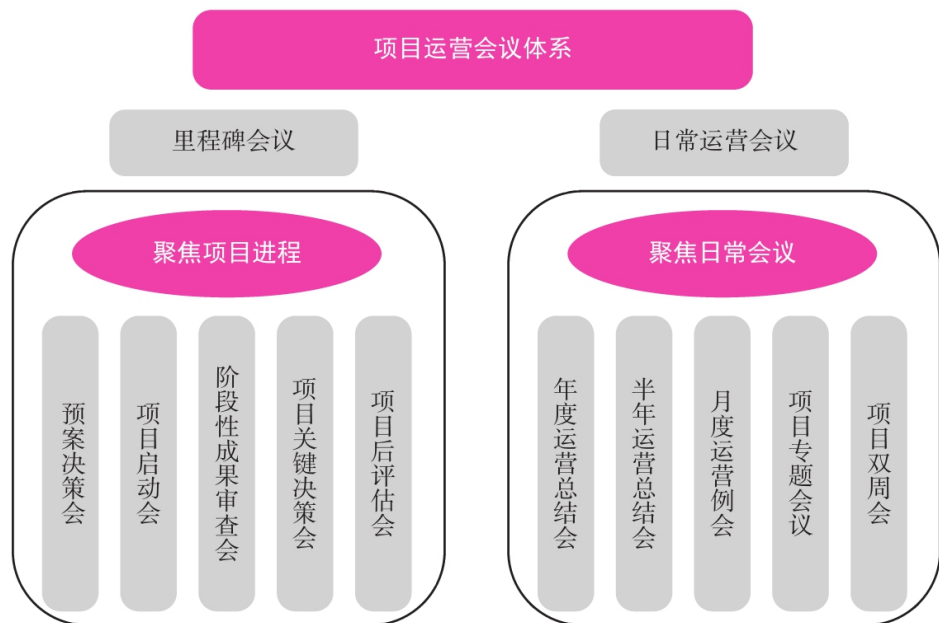 项目运营会议体系
里程碑会议
日常运营会议
聚焦项目进程
聚焦日常会议
预案决策会
项目启动会
阶段性成果审查会
项目关键决策会
项目后评估会
年度运营总结会
半年运营总结会
月度运营例会
项目专题会议
项目双周会